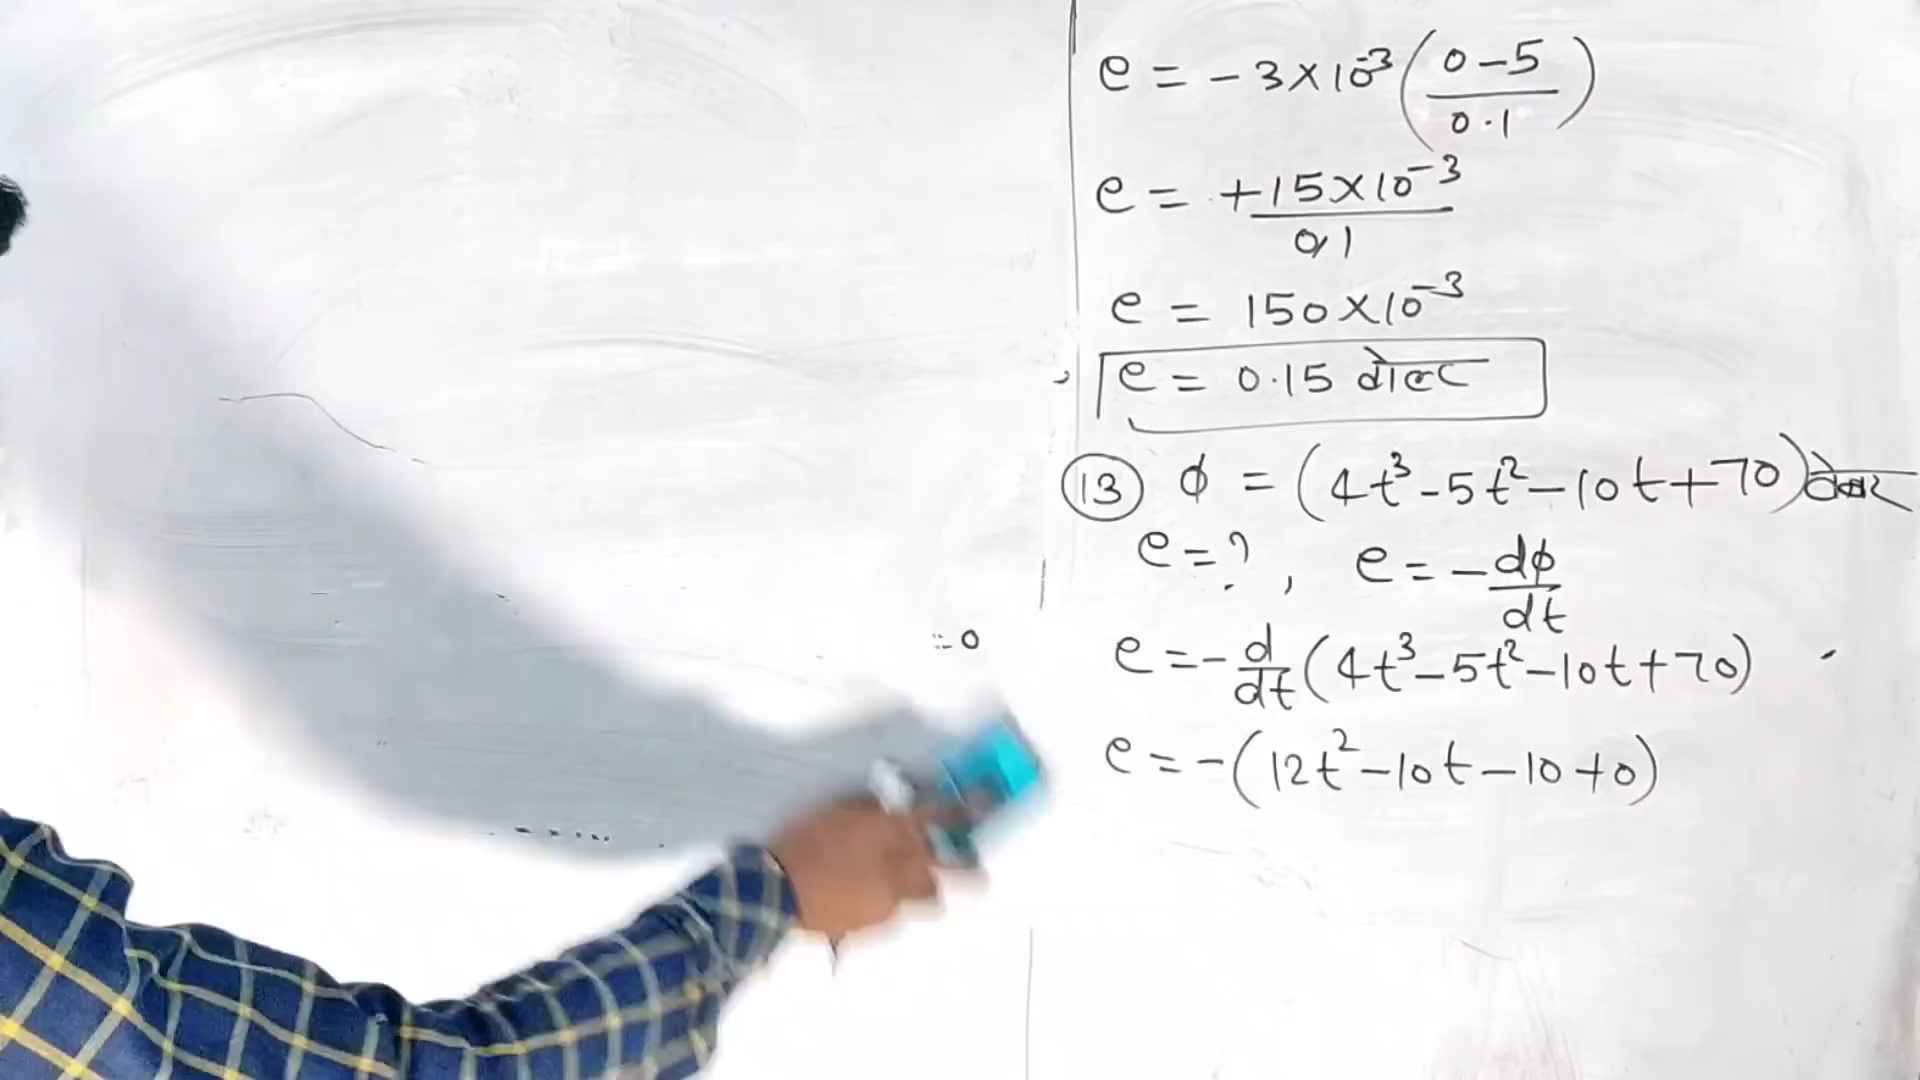 e = -3×10⁻³ (0-5 / 0.1)
e = +15×10⁻³ / 0.1
e = 150×10⁻³
e = 0.15 वोल्ट
(13) ϕ = (4t³-5t²-10t+70)
e=?, e = -dϕ/dt
= 0
e = -d/dt (4t³-5t²-10t+70)
e = -(12t²-10t-10+0)